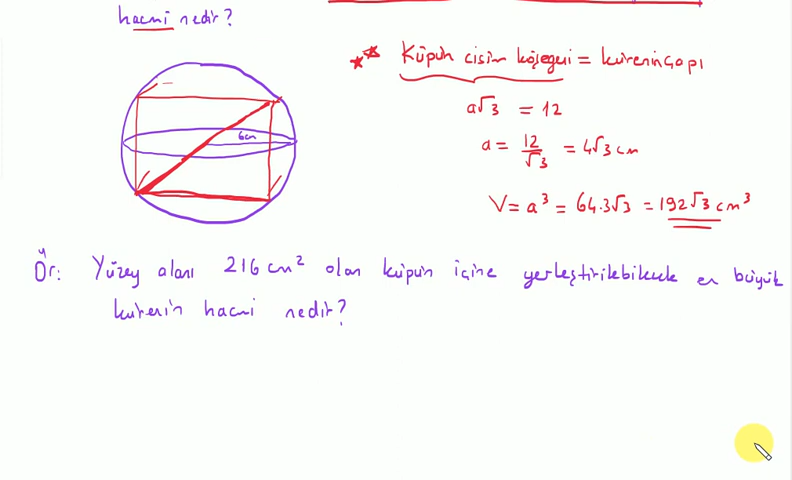 hacmi nedir?
** Küpün cisim köşegeni = kürenin çapı
a√3 = 12
6cm
a = 12/√3 = 4√3 cm
V = a³ = 64.3√3 = 192√3 cm³
Ör: Yüzey alanı 216 cm² olan küpün içine yerleştirilebilecek en büyük
kürenin hacmi nedir?